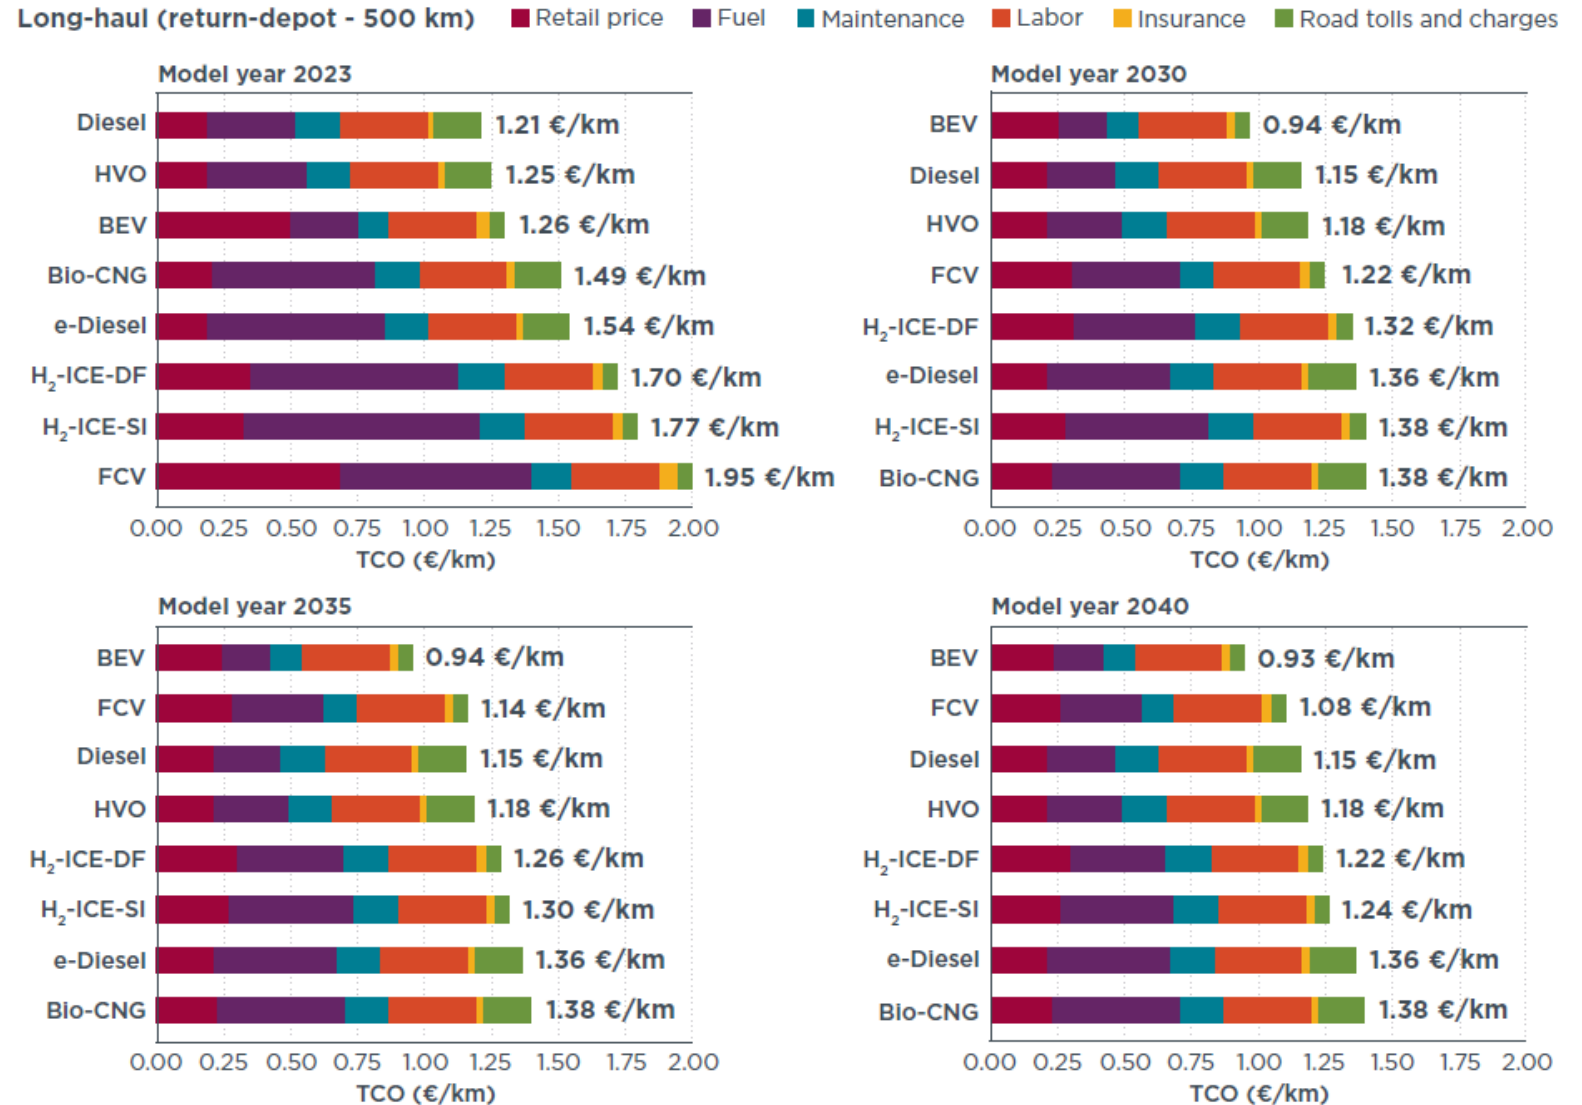 Long-haul (return-depot - 500 km) Retail price Fuel Maintenance Labor Insurance Road tolls and charges
Model year 2023
Diesel 1.21 €/km
HVO 1.25 €/km
BEV 1.26 €/km
Bio-CNG 1.49 €/km
e-Diesel 1.54 €/km
H₂-ICE-DF 1.70 €/km
H₂-ICE-SI 1.77 €/km
FCV 1.95 €/km
0.00 0.25 0.50 0.75 1.00 1.25 1.50 1.75 2.00
TCO (€/km)
Model year 2030
BEV 0.94 €/km
Diesel 1.15 €/km
HVO 1.18 €/km
FCV 1.22 €/km
H₂-ICE-DF 1.32 €/km
e-Diesel 1.36 €/km
H₂-ICE-SI 1.38 €/km
Bio-CNG 1.38 €/km
0.00 0.25 0.50 0.75 1.00 1.25 1.50 1.75 2.00
TCO (€/km)
Model year 2035
BEV 0.94 €/km
FCV 1.14 €/km
Diesel 1.15 €/km
HVO 1.18 €/km
H₂-ICE-DF 1.26 €/km
H₂-ICE-SI 1.30 €/km
e-Diesel 1.36 €/km
Bio-CNG 1.38 €/km
0.00 0.25 0.50 0.75 1.00 1.25 1.50 1.75 2.00
TCO (€/km)
Model year 2040
BEV 0.93 €/km
FCV 1.08 €/km
Diesel 1.15 €/km
HVO 1.18 €/km
H₂-ICE-DF 1.22 €/km
H₂-ICE-SI 1.24 €/km
e-Diesel 1.36 €/km
Bio-CNG 1.38 €/km
0.00 0.25 0.50 0.75 1.00 1.25 1.50 1.75 2.00
TCO (€/km)